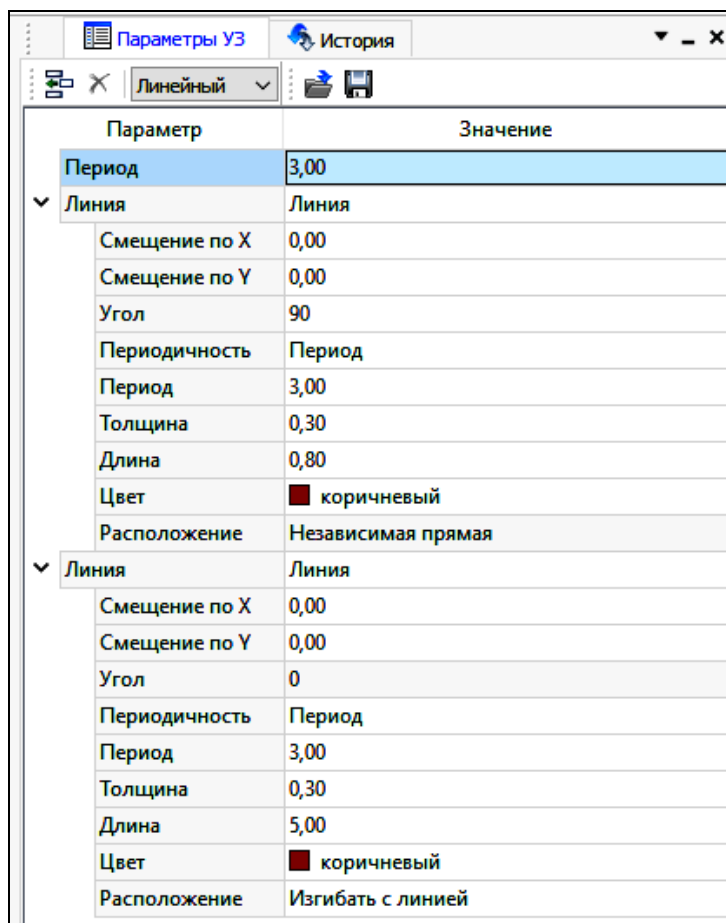 Параметры УЗ История
Линейный
Параметр Значение
Период 3,00
Линия Линия
Смещение по X 0,00
Смещение по Y 0,00
Угол 90
Периодичность Период
Период 3,00
Толщина 0,30
Длина 0,80
Цвет коричневый
Расположение Независимая прямая
Линия Линия
Смещение по X 0,00
Смещение по Y 0,00
Угол 0
Периодичность Период
Период 3,00
Толщина 0,30
Длина 5,00
Цвет коричневый
Расположение Изгибать с линией